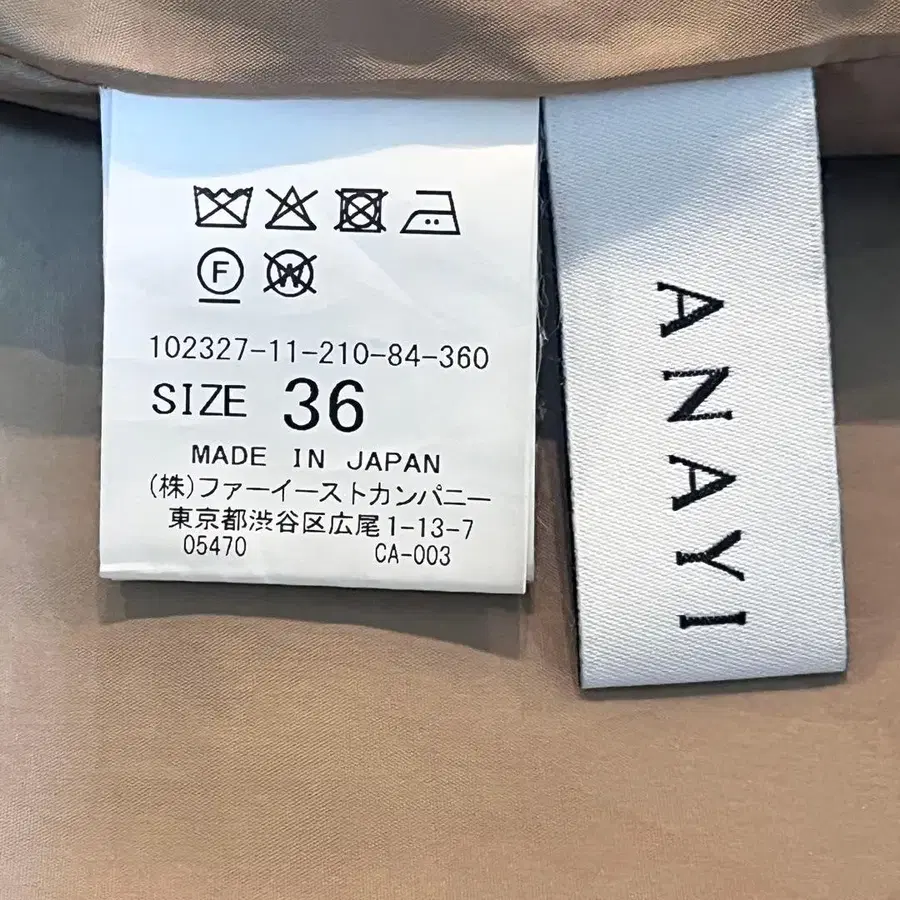 F
W
102327-11-210-84-360
SIZE 36
MADE IN JAPAN
(株)ファーイーストカンパニー
東京都渋谷区広尾1-13-7
05470 CA-003
ANAYI